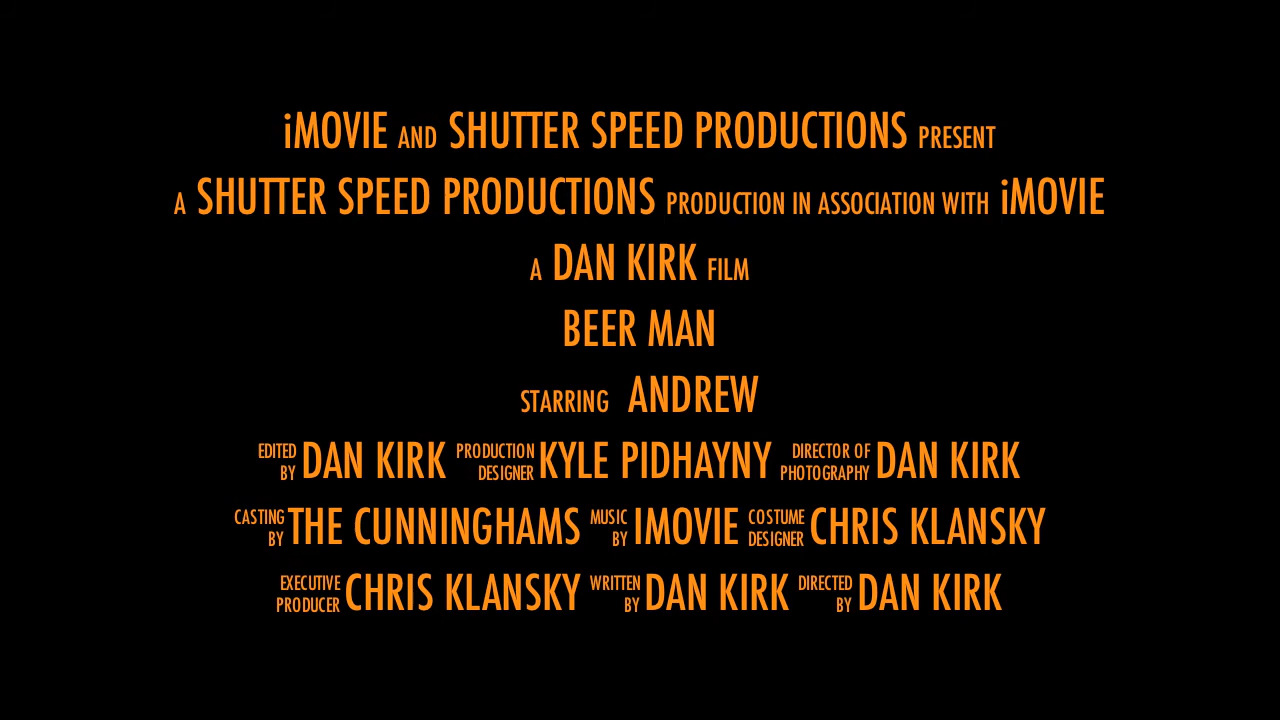 iMOVIE AND SHUTTER SPEED PRODUCTIONS PRESENT
A SHUTTER SPEED PRODUCTIONS PRODUCTION IN ASSOCIATION WITH iMOVIE
A DAN KIRK FILM
BEER MAN
STARRING ANDREW
EDITED BY DAN KIRK PRODUCTION DESIGNER KYLE PIDHAYNY DIRECTOR OF PHOTOGRAPHY DAN KIRK
CASTING BY THE CUNNINGHAMS MUSIC BY IMOVIE COSTUME DESIGNER CHRIS KLANSKY
EXECUTIVE PRODUCER CHRIS KLANSKY WRITTEN BY DAN KIRK DIRECTED BY DAN KIRK